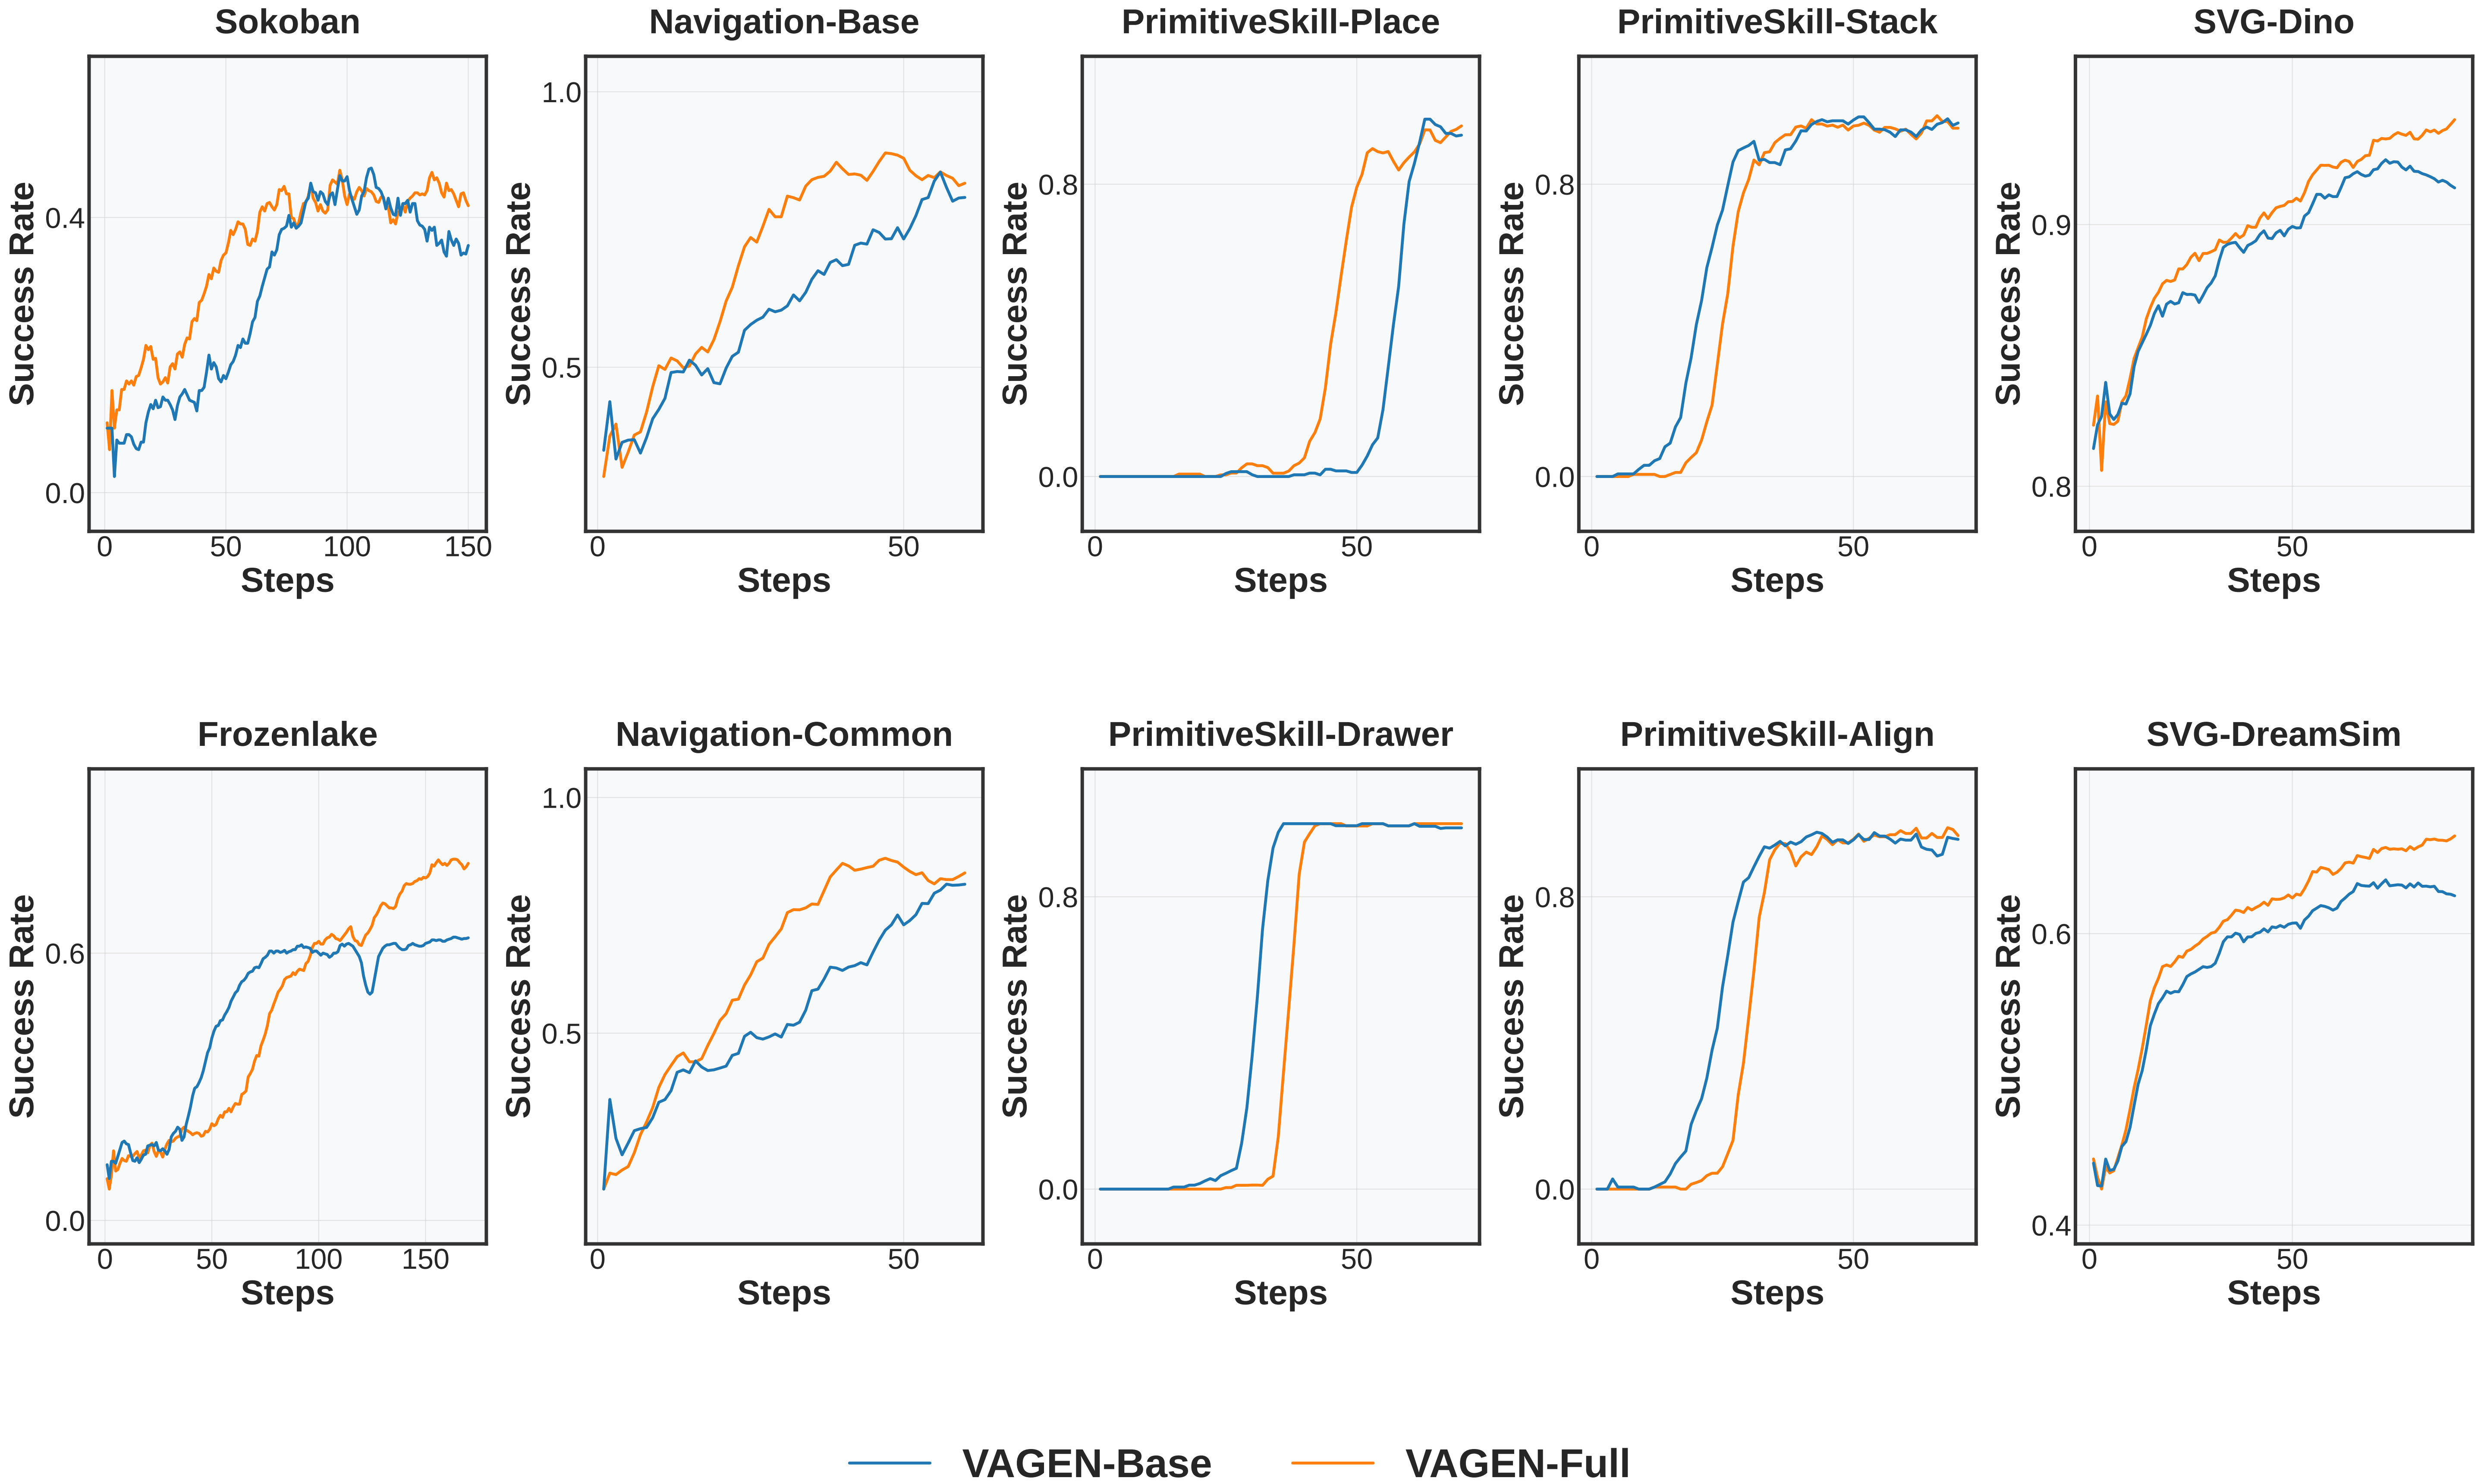 Sokoban
Navigation-Base
PrimitiveSkill-Place
PrimitiveSkill-Stack
SVG-Dino
Success Rate
0.4
0.0
0
50
100
150
Steps
Success Rate
1.0
0.5
0
50
Steps
Success Rate
0.8
0.0
0
50
Steps
Success Rate
0.8
0.0
0
50
Steps
Success Rate
0.9
0.8
0
50
Steps
Frozenlake
Navigation-Common
PrimitiveSkill-Drawer
PrimitiveSkill-Align
SVG-DreamSim
Success Rate
0.6
0.0
0
50
100
150
Steps
Success Rate
1.0
0.5
0
50
Steps
Success Rate
0.8
0.0
0
50
Steps
Success Rate
0.8
0.0
0
50
Steps
Success Rate
0.6
0.4
0
50
Steps
VAGEN-Base
VAGEN-Full